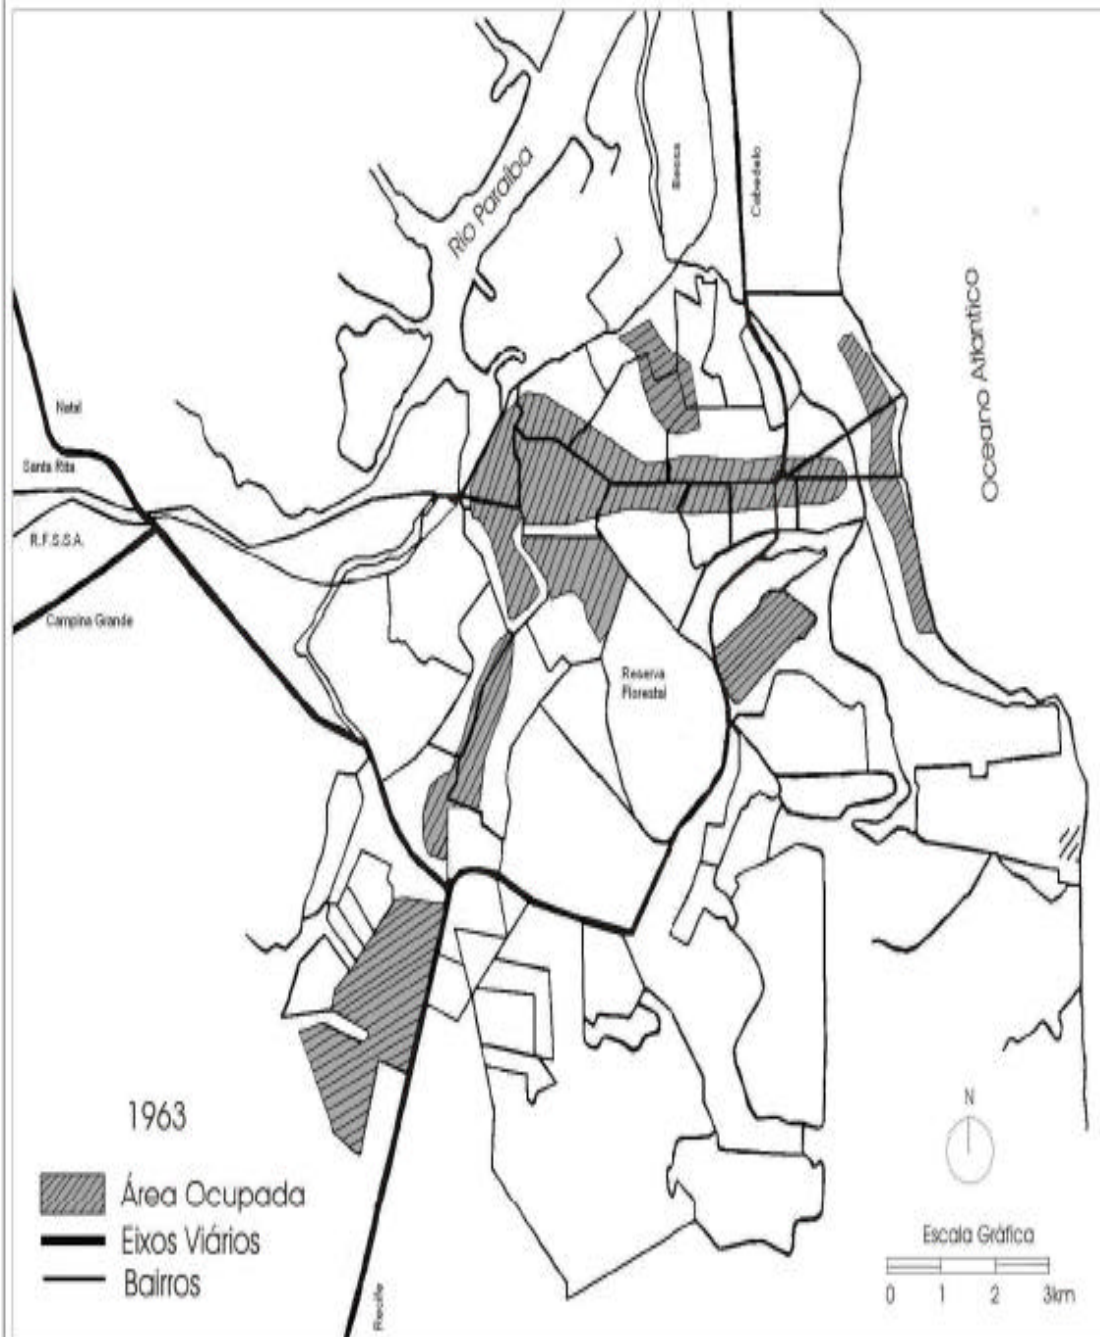 Rio Paraíba
Bessa
Cabedelo
Oceano Atlantico
Natal
Santa Rita
R.F.S.S.A.
Campina Grande
Reserva
Florestal
1963
Área Ocupada
Eixos Viários
Bairros
Recife
N
Escala Gráfica
0 1 2 3km